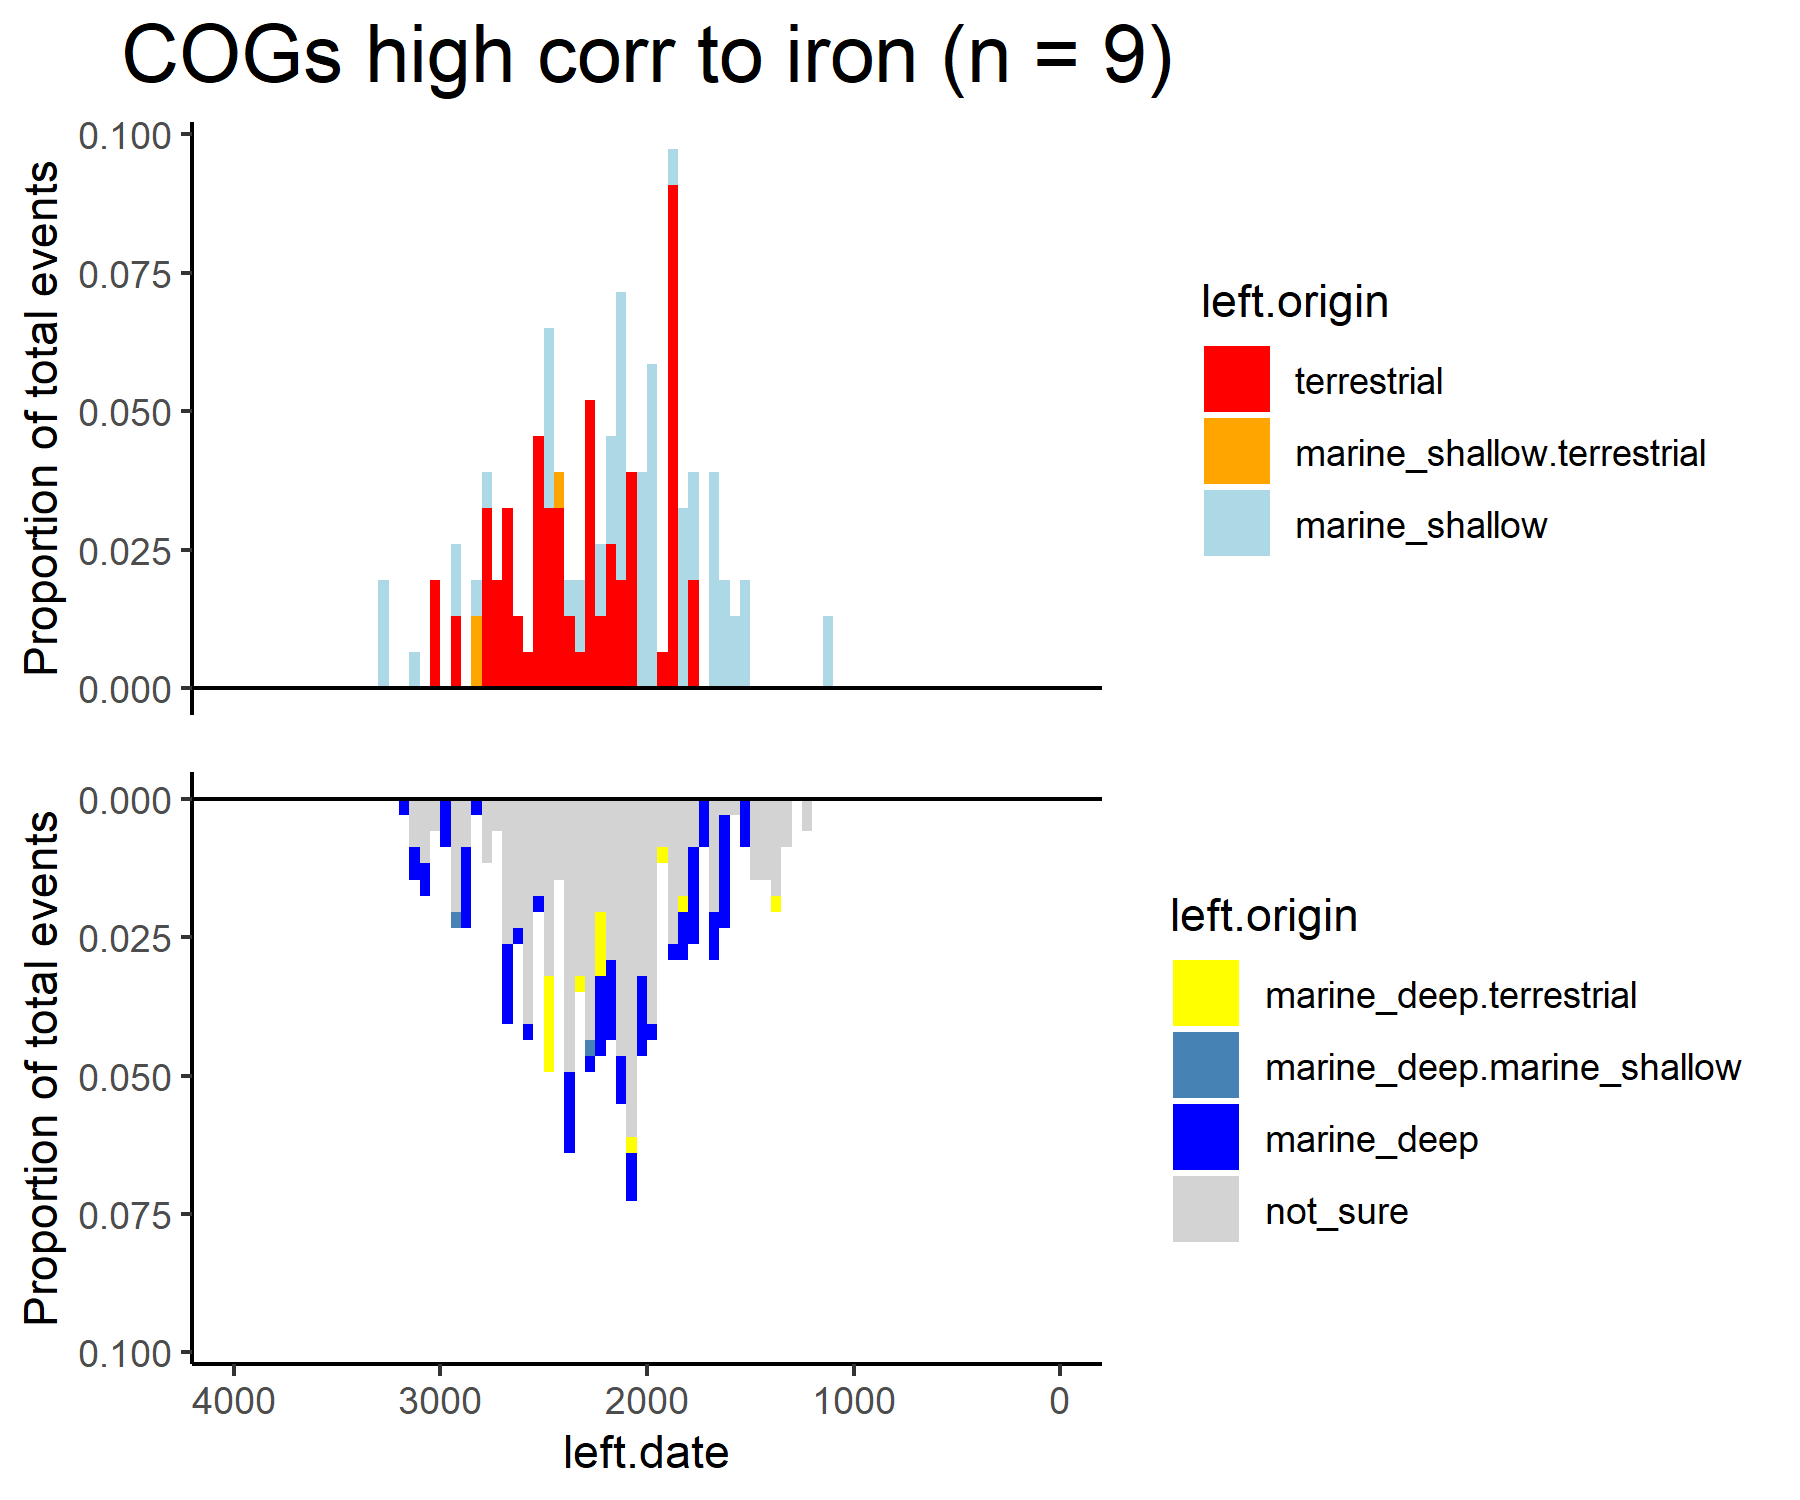 COGs high corr to iron (n = 9)
Proportion of total events
0.100
0.075
0.050
0.025
0.000
left.origin
terrestrial
marine_shallow.terrestrial
marine_shallow
Proportion of total events
0.000
0.025
0.050
0.075
0.100
4000 3000 2000 1000 0
left.date
left.origin
marine_deep.terrestrial
marine_deep.marine_shallow
marine_deep
not_sure